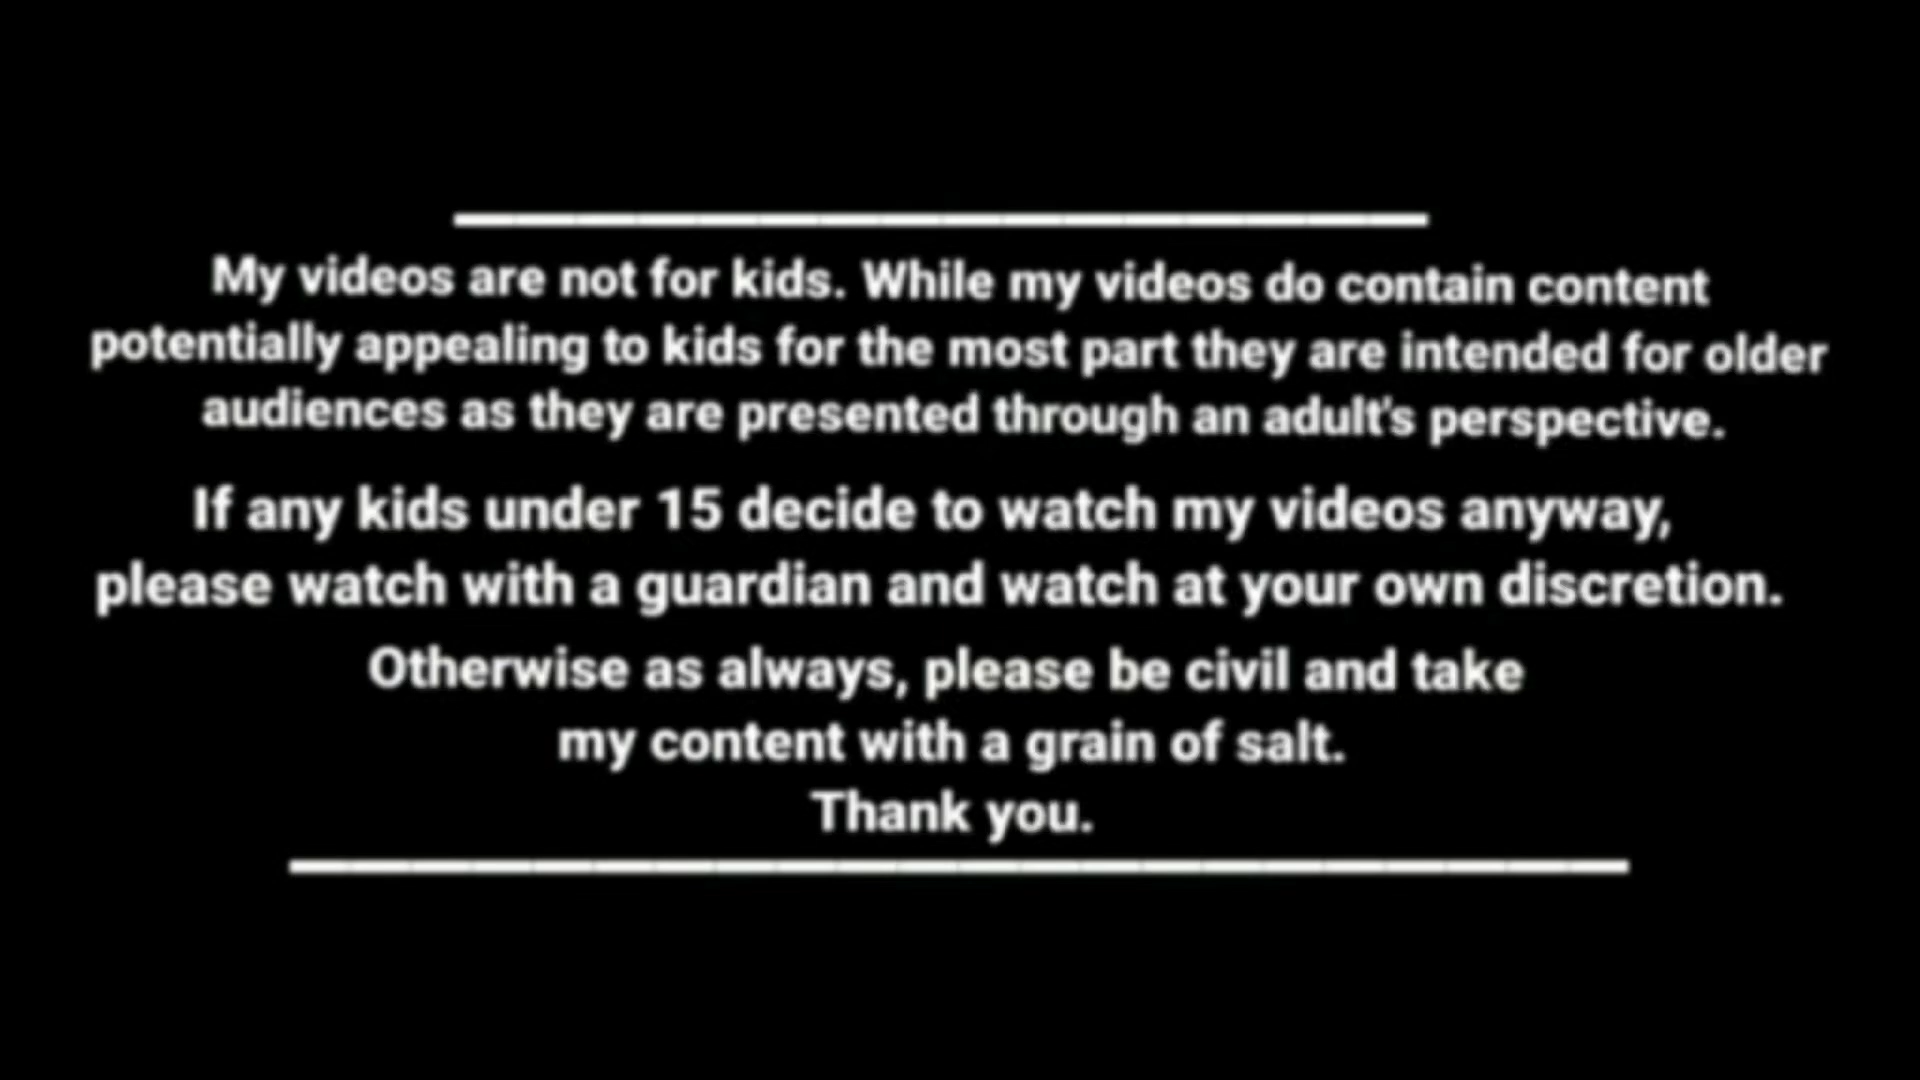 My videos are not for kids. While my videos do contain content
potentially appealing to kids for the most part they are intended for older
audiences as they are presented through an adult's perspective.
If any kids under 15 decide to watch my videos anyway,
please watch with a guardian and watch at your own discretion.
Otherwise as always, please be civil and take
my content with a grain of salt.
Thank you.